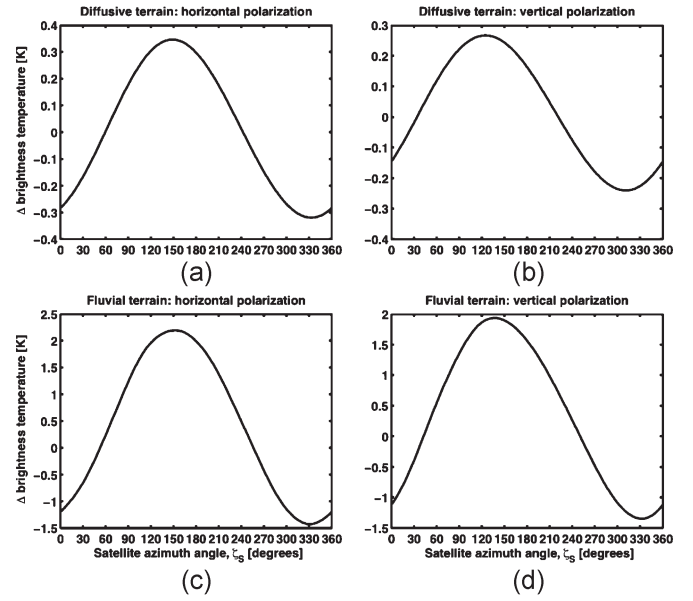 Diffusive terrain: horizontal polarization
Δ brightness temperature [K]
0.4
0.3
0.2
0.1
0
−0.1
−0.2
−0.3
−0.4
0 30 60 90 120 150 180 210 240 270 300 330 360
(a)
Diffusive terrain: vertical polarization
0.3
0.2
0.1
0
−0.1
−0.2
−0.3
−0.4
0 30 60 90 120 150 180 210 240 270 300 330 360
(b)
Fluvial terrain: horizontal polarization
Δ brightness temperature [K]
2.5
2
1.5
1
0.5
0
−0.5
−1
−1.5
0 30 60 90 120 150 180 210 240 270 300 330 360
Satellite azimuth angle, ζS [degrees]
(c)
Fluvial terrain: vertical polarization
2
1.5
1
0.5
0
−0.5
−1
−1.5
0 30 60 90 120 150 180 210 240 270 300 330 360
Satellite azimuth angle, ζS [degrees]
(d)